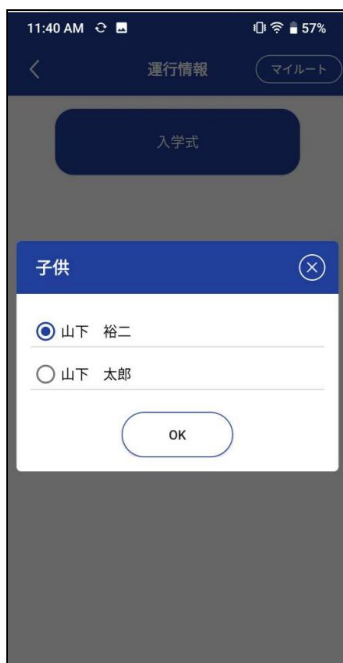 11:40 AM 57%
運行情報 マイルート
入学式
子供
山下　裕二
山下　太郎
OK